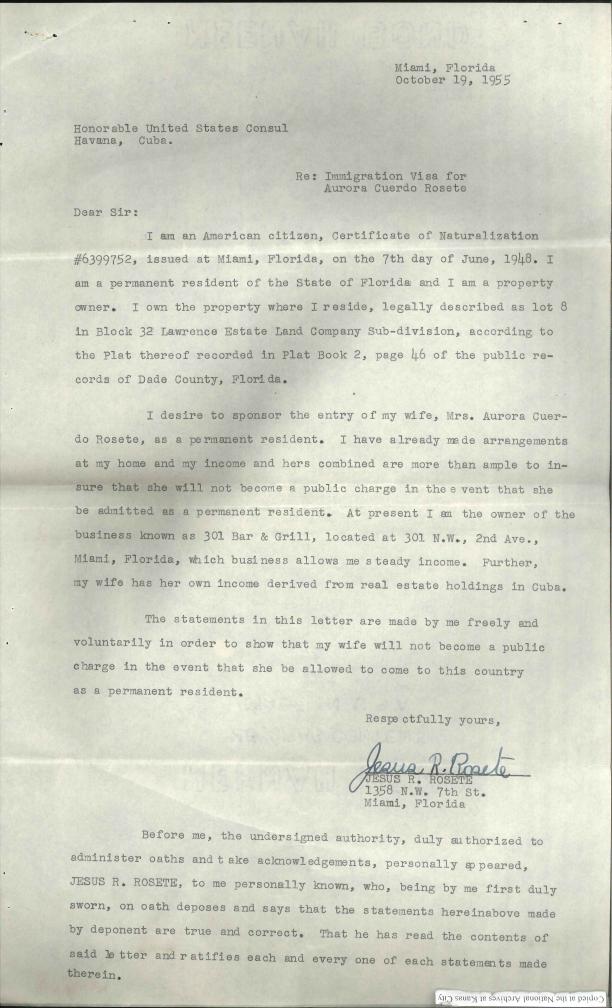 Miami, Florida
October 19, 1955
Honorable United States Consul
Havana, Cuba.
Re: Immigration Visa for
Aurora Cuerdo Rosete
Dear Sir:
I am an American citizen, Certificate of Naturalization
#6399752, issued at Miami, Florida, on the 7th day of June, 1948. I
am a permanent resident of the State of Florida and I am a property
owner. I own the property where I reside, legally described as lot 8
in Block 32 Lawrence Estate Land Company Sub-division, according to
the Plat thereof recorded in Plat Book 2, page 46 of the public re-
cords of Dade County, Florida.
I desire to sponsor the entry of my wife, Mrs. Aurora Cuer-
do Rosete, as a permanent resident. I have already made arrangements
at my home and my income and hers combined are more than ample to in-
sure that she will not become a public charge in the event that she
be admitted as a permanent resident. At present I am the owner of the
business known as 301 Bar & Grill, located at 301 N.W., 2nd Ave.,
Miami, Florida, which business allows me steady income. Further,
my wife has her own income derived from real estate holdings in Cuba.
The statements in this letter are made by me freely and
voluntarily in order to show that my wife will not become a public
charge in the event that she be allowed to come to this country
as a permanent resident.
Respectfully yours,
Jesus R. Rosete
JESUS R. ROSETE
1358 N.W. 7th St.
Miami, Florida
Before me, the undersigned authority, duly authorized to
administer oaths and take acknowledgements, personally appeared,
JESUS R. ROSETE, to me personally known, who, being by me first duly
sworn, on oath deposes and says that the statements hereinabove made
by deponent are true and correct. That he has read the contents of
said letter and ratifies each and every one of each statements made
therein.
Copied at the National Archives at Kansas City